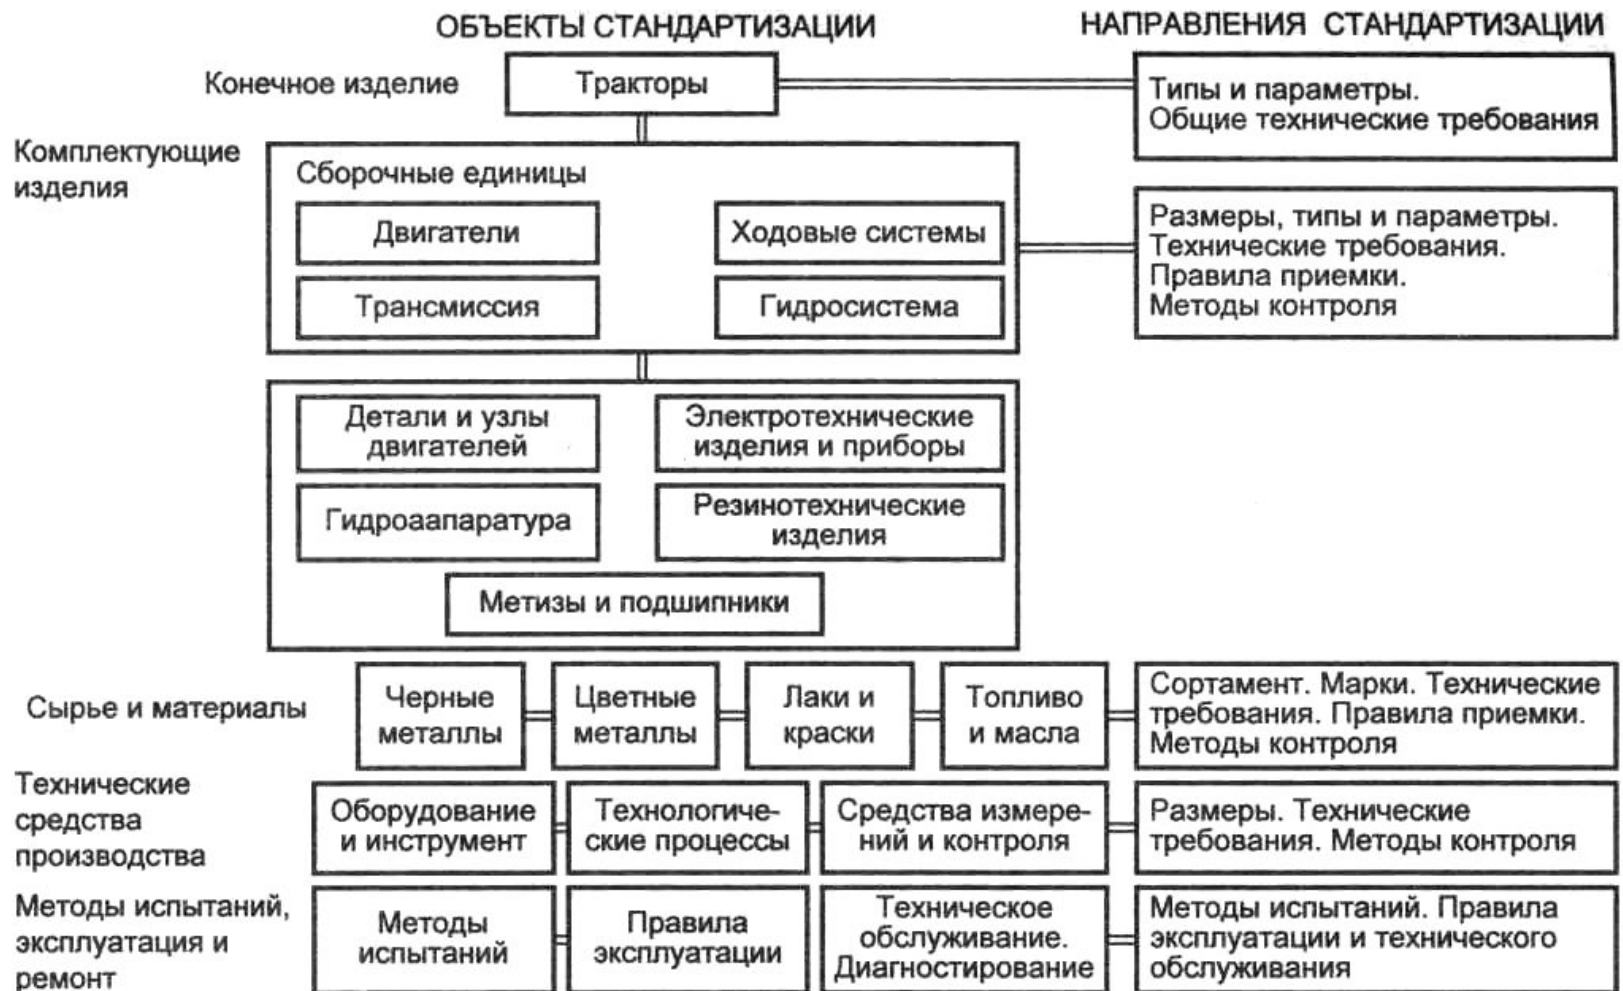 ОБЪЕКТЫ СТАНДАРТИЗАЦИИ
НАПРАВЛЕНИЯ СТАНДАРТИЗАЦИИ
Конечное изделие
Тракторы
Типы и параметры.
Общие технические требования
Комплектующие
изделия
Сборочные единицы
Двигатели
Ходовые системы
Трансмиссия
Гидросистема
Размеры, типы и параметры.
Технические требования.
Правила приемки.
Методы контроля
Детали и узлы
двигателей
Электротехнические
изделия и приборы
Гидроаапаратура
Резинотехнические
изделия
Метизы и подшипники
Сырье и материалы
Черные
металлы
Цветные
металлы
Лаки и
краски
Топливо
и масла
Сортамент. Марки. Технические
требования. Правила приемки.
Методы контроля
Технические
средства
производства
Оборудование
и инструмент
Технологиче-
ские процессы
Средства измере-
ний и контроля
Размеры. Технические
требования. Методы контроля
Методы испытаний,
эксплуатация и
ремонт
Методы
испытаний
Правила
эксплуатации
Техническое
обслуживание.
Диагностирование
Методы испытаний. Правила
эксплуатации и технического
обслуживания